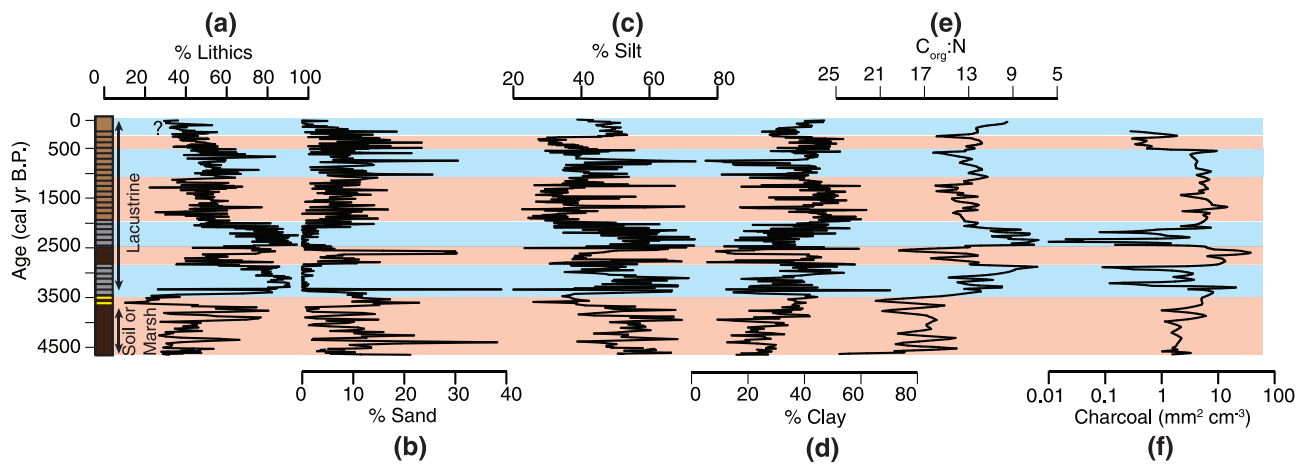 (a)
(c)
(e)
% Lithics
% Silt
Corg:N
0 20 40 60 80 100
20 40 60 80
25 21 17 13 9 5
Age (cal yr B.P.)
0
500
1500
2500
3500
4500
?
Lacustrine
Soil or
Marsh
0 10 20 30 40
% Sand
0 20 40 60 80
% Clay
0.01 0.1 1 10 100
Charcoal (mm² cm⁻³)
(b)
(d)
(f)